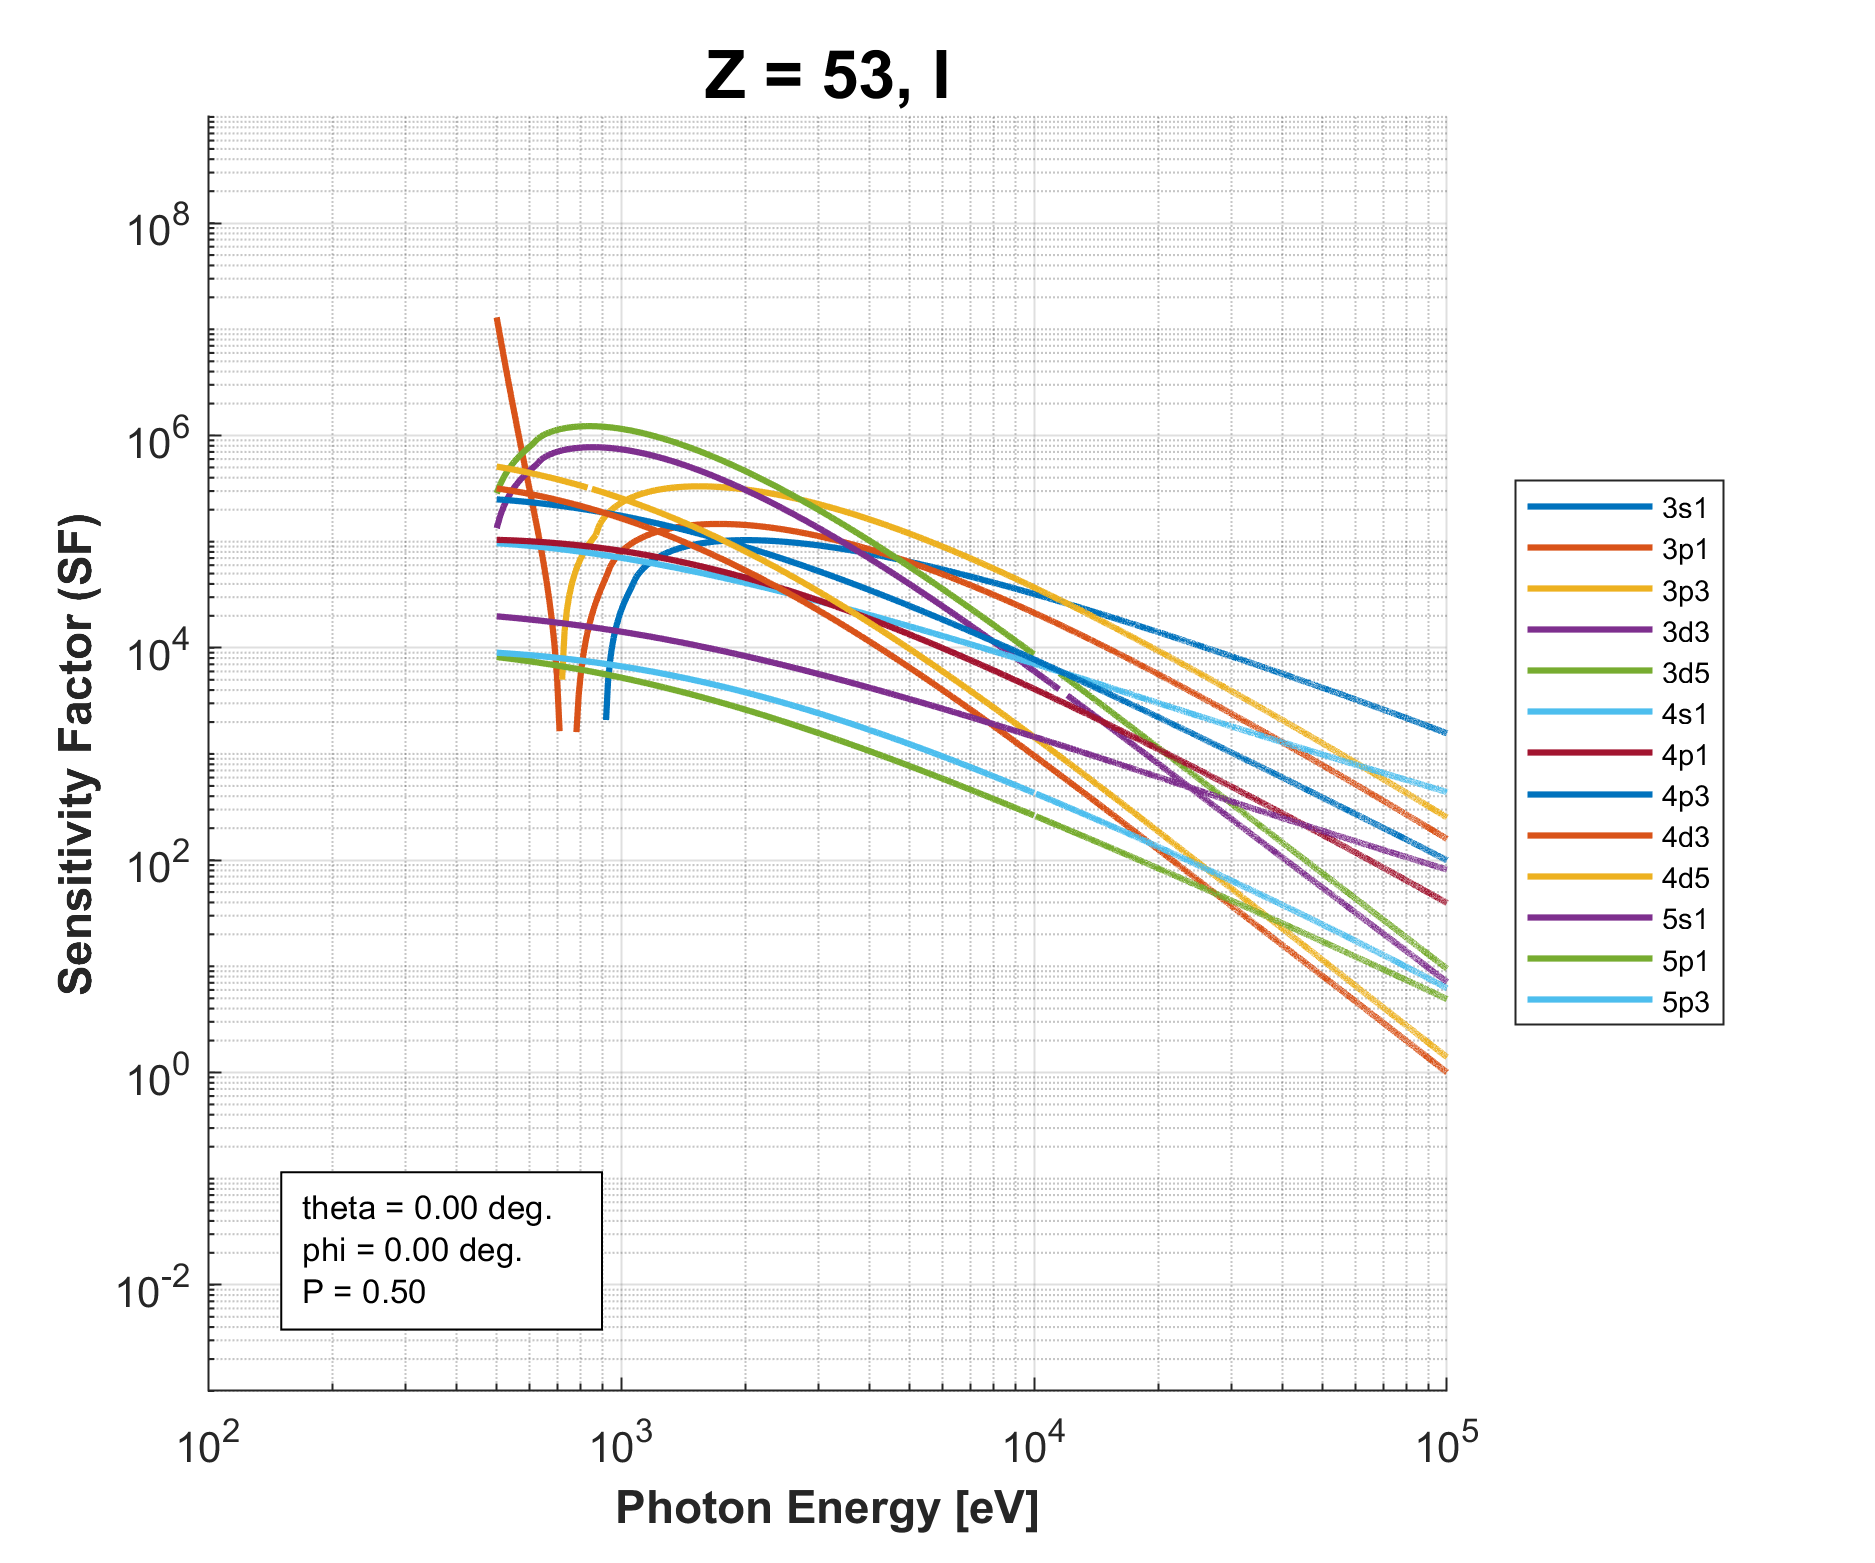 Z = 53, I
Sensitivity Factor (SF)
10^8
10^6
10^4
10^2
10^0
10^-2
theta = 0.00 deg.
phi = 0.00 deg.
P = 0.50
10^2 10^3 10^4 10^5
Photon Energy [eV]
3s1
3p1
3p3
3d3
3d5
4s1
4p1
4p3
4d3
4d5
5s1
5p1
5p3